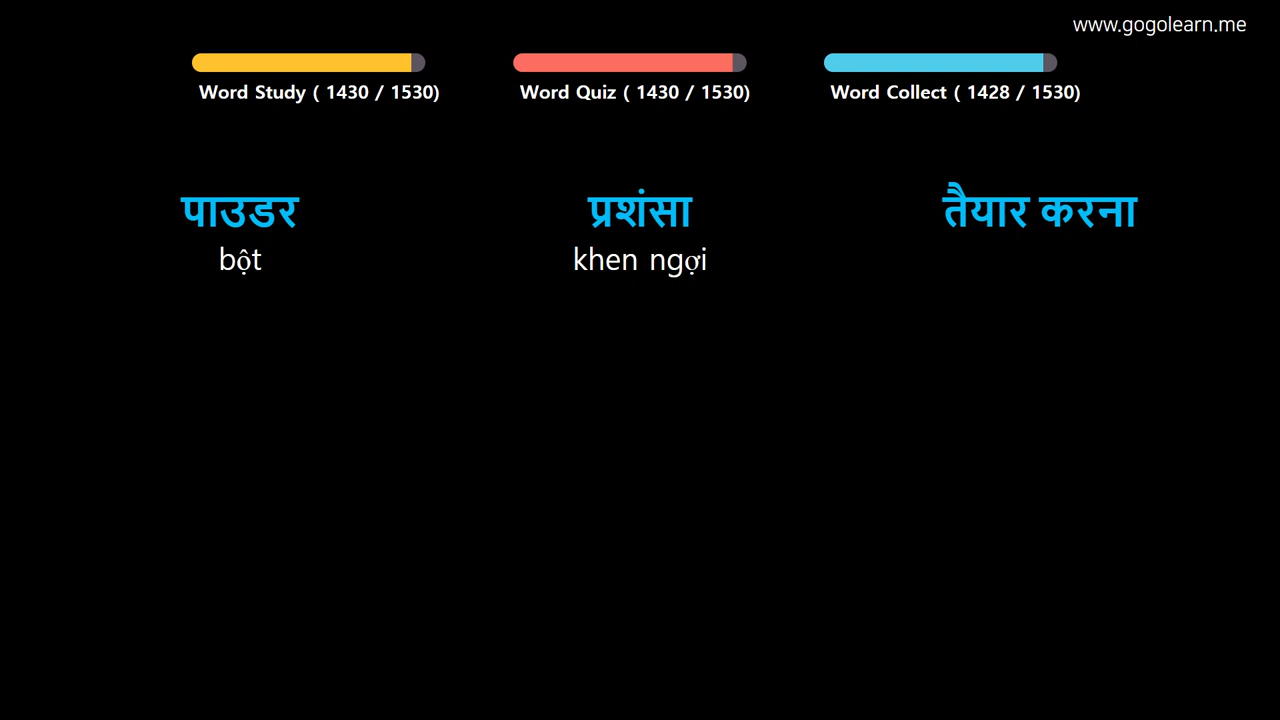 www.gogolearn.me
Word Study ( 1430 / 1530)
Word Quiz ( 1430 / 1530)
Word Collect ( 1428 / 1530)
पाउडर
प्रशंसा
तैयार करना
bột
khen ngợi